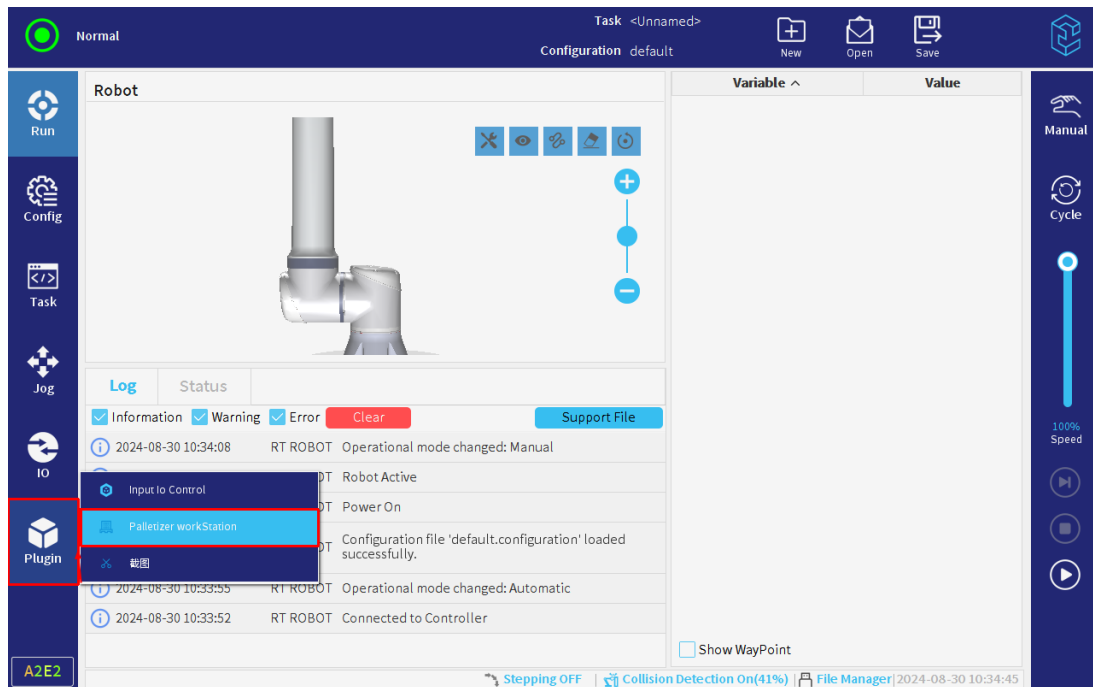 Normal
Task <Unnamed>
Configuration default
New
Open
Save
Run
Config
Task
Jog
IO
Plugin
A2E2
Robot
Variable
Value
Log
Status
Information
Warning
Error
Clear
Support File
2024-08-30 10:34:08 RT ROBOT Operational mode changed: Manual
OT Robot Active
OT Power On
OT Configuration file 'default.configuration' loaded
successfully.
2024-08-30 10:33:55 RT ROBOT Operational mode changed: Automatic
2024-08-30 10:33:52 RT ROBOT Connected to Controller
Input Io Control
Palletizer workStation
截图
Show WayPoint
Manual
Cycle
100%
Speed
Stepping OFF | Collision Detection On(41%) | File Manager|2024-08-30 10:34:45